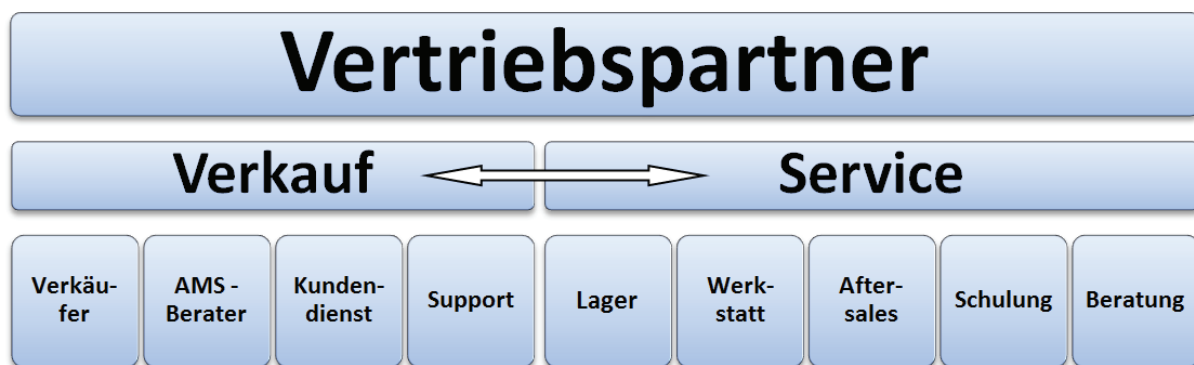 Vertriebspartner
Verkauf
Service
Verkäu-
fer
AMS -
Berater
Kunden-
dienst
Support
Lager
Werk-
statt
After-
sales
Schulung
Beratung